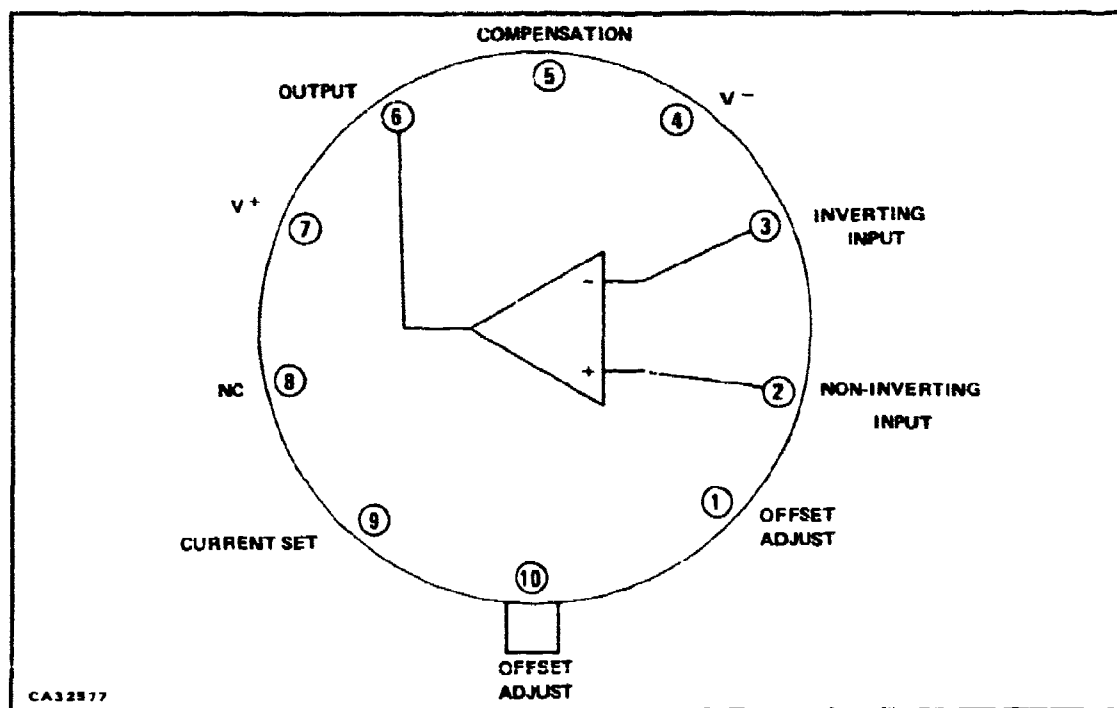 COMPENSATION
5
OUTPUT
6
4
V -
V +
7
3
INVERTING
INPUT
-
+
NC
8
2
NON-INVERTING
INPUT
1
OFFSET
ADJUST
CURRENT SET
9
10
OFFSET
ADJUST